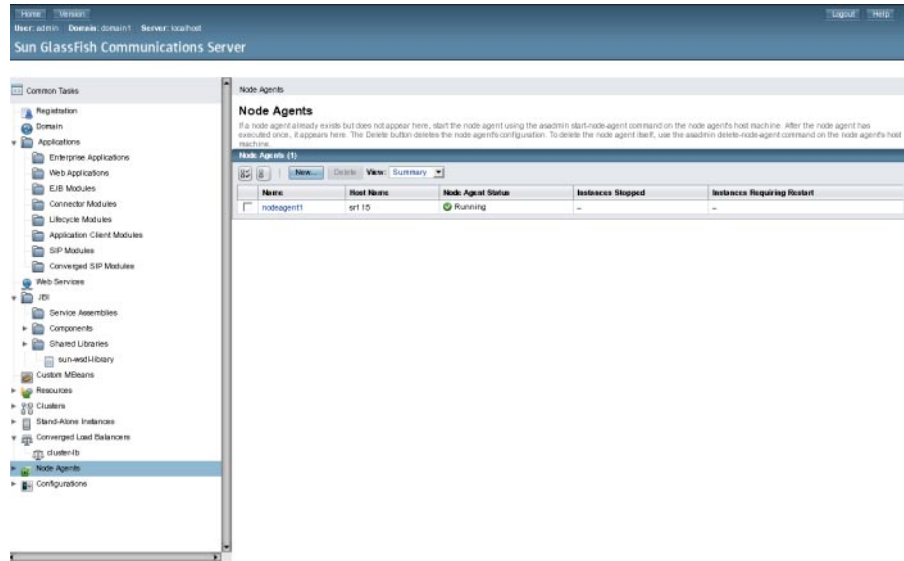 Home Version
Logout Help
User: admin Domain: domain1 Server: localhost
Sun GlassFish Communications Server
Common Tasks
Registration
Domain
Applications
Enterprise Applications
Web Applications
EJB Modules
Connector Modules
Lifecycle Modules
Application Client Modules
SIP Modules
Converged SIP Modules
Web Services
JBI
Service Assemblies
Components
Shared Libraries
sun-wsdl-library
Custom MBeans
Resources
Clusters
Stand-Alone Instances
Converged Load Balancers
cluster-lb
Node Agents
Configurations
Node Agents
Node Agents
If a node agent already exists but does not appear here, start the node agent using the asadmin start-node-agent command on the node agent's host machine. After the node agent has
executed once, it appears here. The Delete button deletes the node agent's configuration. To delete the node agent itself, use the asadmin delete-node-agent command on the node agent's host
machine.
Node Agents (1)
New... Delete View: Summary
Name Host Name Node Agent Status Instances Stopped Instances Requiring Restart
nodeagent1 sr115 Running – –